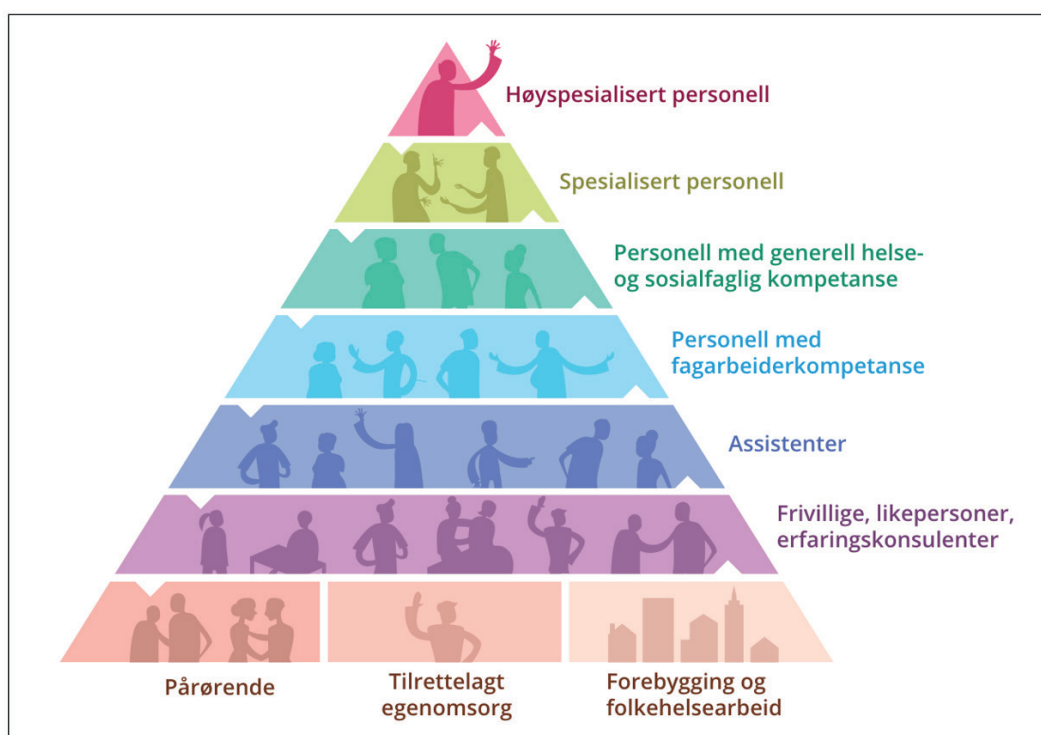 Høyspesialisert personell
Spesialisert personell
Personell med generell helse-
og sosialfaglig kompetanse
Personell med
fagarbeiderkompetanse
Assistenter
Frivillige, likepersoner,
erfaringskonsulenter
Pårørende
Tilrettelagt
egenomsorg
Forebygging og
folkehelsearbeid